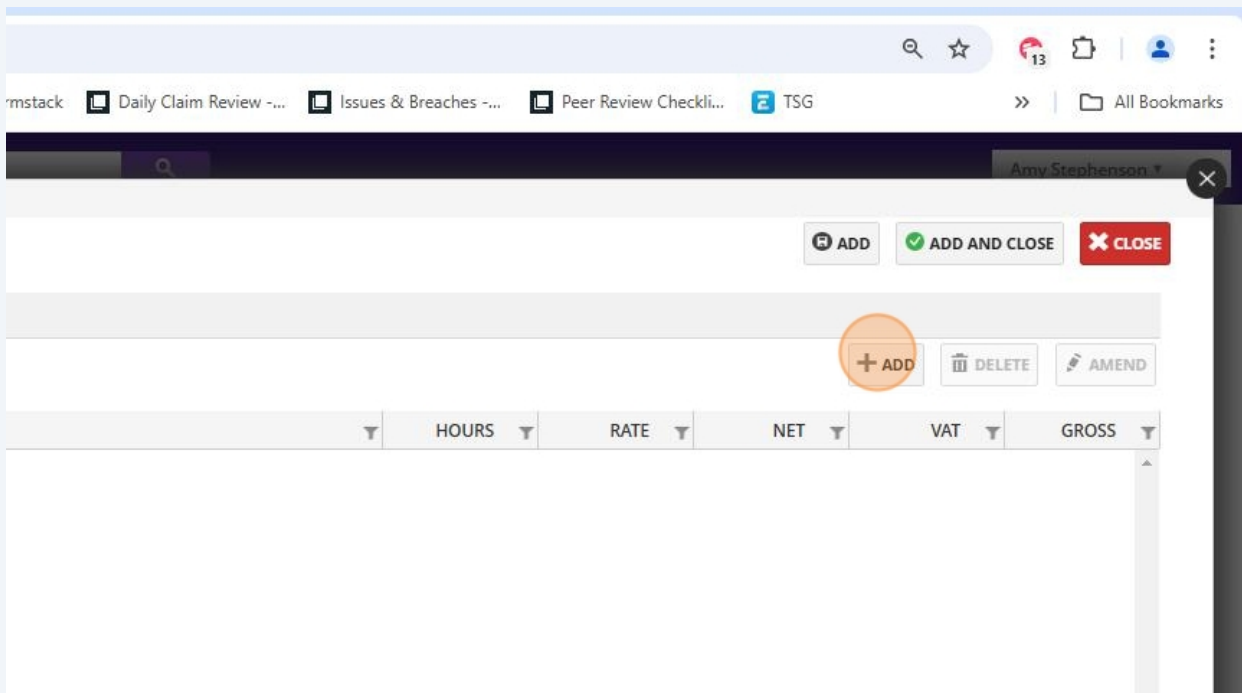 13
rmstack Daily Claim Review -... Issues & Breaches -... Peer Review Checkli... TSG » All Bookmarks
Amy Stephenson
ADD ADD AND CLOSE CLOSE
ADD DELETE AMEND
HOURS RATE NET VAT GROSS